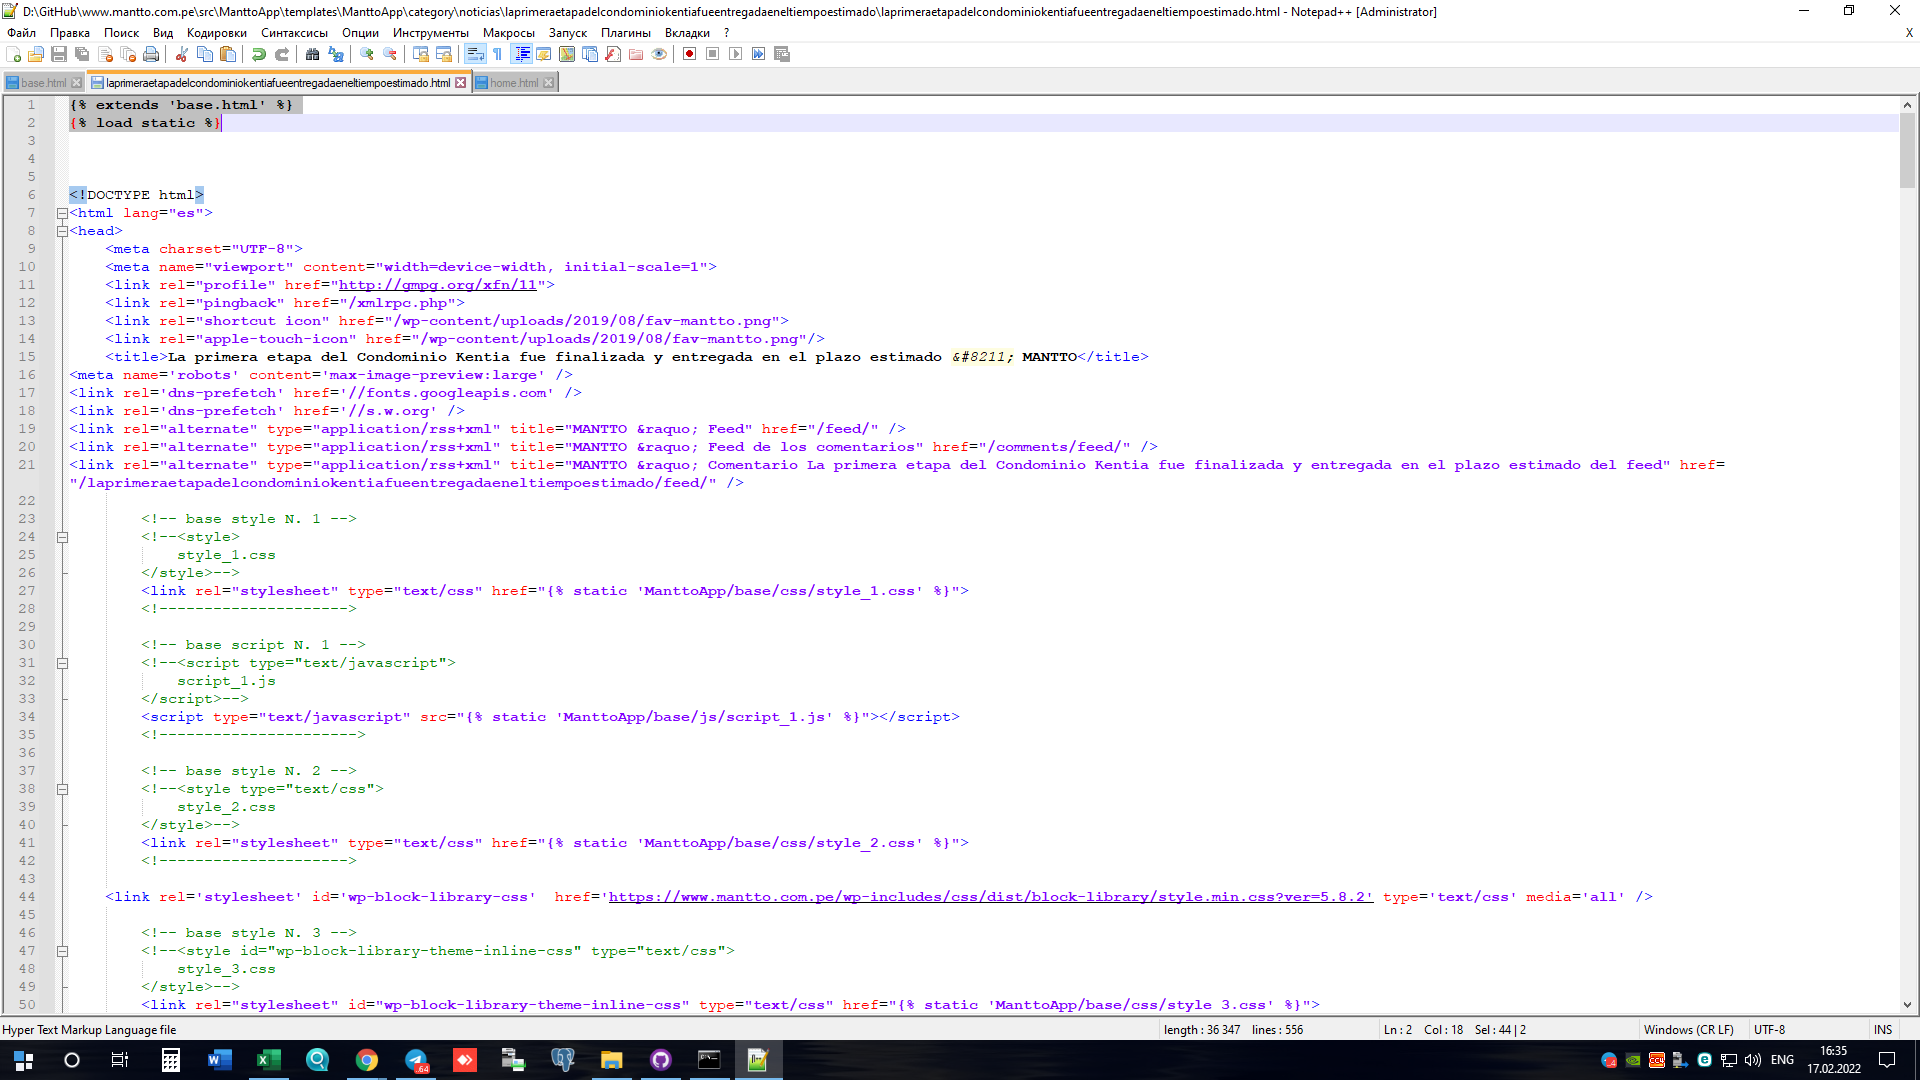 D:\GitHub\www.mantto.com.pe\src\ManttoApp\templates\ManttoApp\category\noticias\laprimeraetapadelcondominiokentiafueentregadaeneltiempoestimado\laprimeraetapadelcondominiokentiafueentregadaeneltiempoestimado.html - Notepad++ [Administrator]
Файл Правка Поиск Вид Кодировки Синтаксисы Опции Инструменты Макросы Запуск Плагины Вкладки ? X
base.html laprimeraetapadelcondominiokentiafueentregadaeneltiempoestimado.html home.html
1 {% extends 'base.html' %}
2 {% load static %}
3
4
5
6 <!DOCTYPE html>
7 <html lang="es">
8 <head>
9 <meta charset="UTF-8">
10 <meta name="viewport" content="width=device-width, initial-scale=1">
11 <link rel="profile" href="http://gmpg.org/xfn/11">
12 <link rel="pingback" href="/xmlrpc.php">
13 <link rel="shortcut icon" href="/wp-content/uploads/2019/08/fav-mantto.png">
14 <link rel="apple-touch-icon" href="/wp-content/uploads/2019/08/fav-mantto.png"/>
15 <title>La primera etapa del Condominio Kentia fue finalizada y entregada en el plazo estimado &#8211; MANTTO</title>
16 <meta name='robots' content='max-image-preview:large' />
17 <link rel='dns-prefetch' href='//fonts.googleapis.com' />
18 <link rel='dns-prefetch' href='//s.w.org' />
19 <link rel="alternate" type="application/rss+xml" title="MANTTO &raquo; Feed" href="/feed/" />
20 <link rel="alternate" type="application/rss+xml" title="MANTTO &raquo; Feed de los comentarios" href="/comments/feed/" />
21 <link rel="alternate" type="application/rss+xml" title="MANTTO &raquo; Comentario La primera etapa del Condominio Kentia fue finalizada y entregada en el plazo estimado del feed" href=
"/laprimeraetapadelcondominiokentiafueentregadaeneltiempoestimado/feed/" />
22
23 <!-- base style N. 1 -->
24 <!--<style>
25 style_1.css
26 </style>-->
27 <link rel="stylesheet" type="text/css" href="{% static 'ManttoApp/base/css/style_1.css' %}">
28 <!--------------------->
29
30 <!-- base script N. 1 -->
31 <!--<script type="text/javascript">
32 script_1.js
33 </script>-->
34 <script type="text/javascript" src="{% static 'ManttoApp/base/js/script_1.js' %}"></script>
35 <!---------------------->
36
37 <!-- base style N. 2 -->
38 <!--<style type="text/css">
39 style_2.css
40 </style>-->
41 <link rel="stylesheet" type="text/css" href="{% static 'ManttoApp/base/css/style_2.css' %}">
42 <!--------------------->
43
44 <link rel='stylesheet' id='wp-block-library-css' href='https://www.mantto.com.pe/wp-includes/css/dist/block-library/style.min.css?ver=5.8.2' type='text/css' media='all' />
45
46 <!-- base style N. 3 -->
47 <!--<style id="wp-block-library-theme-inline-css" type="text/css">
48 style_3.css
49 </style>-->
50 <link rel="stylesheet" id="wp-block-library-theme-inline-css" type="text/css" href="{% static 'ManttoApp/base/css/style_3.css' %}">
Hyper Text Markup Language file length : 36 347 lines : 556 Ln : 2 Col : 18 Sel : 44 | 2 Windows (CR LF) UTF-8 INS
64
ENG
16:35
17.02.2022